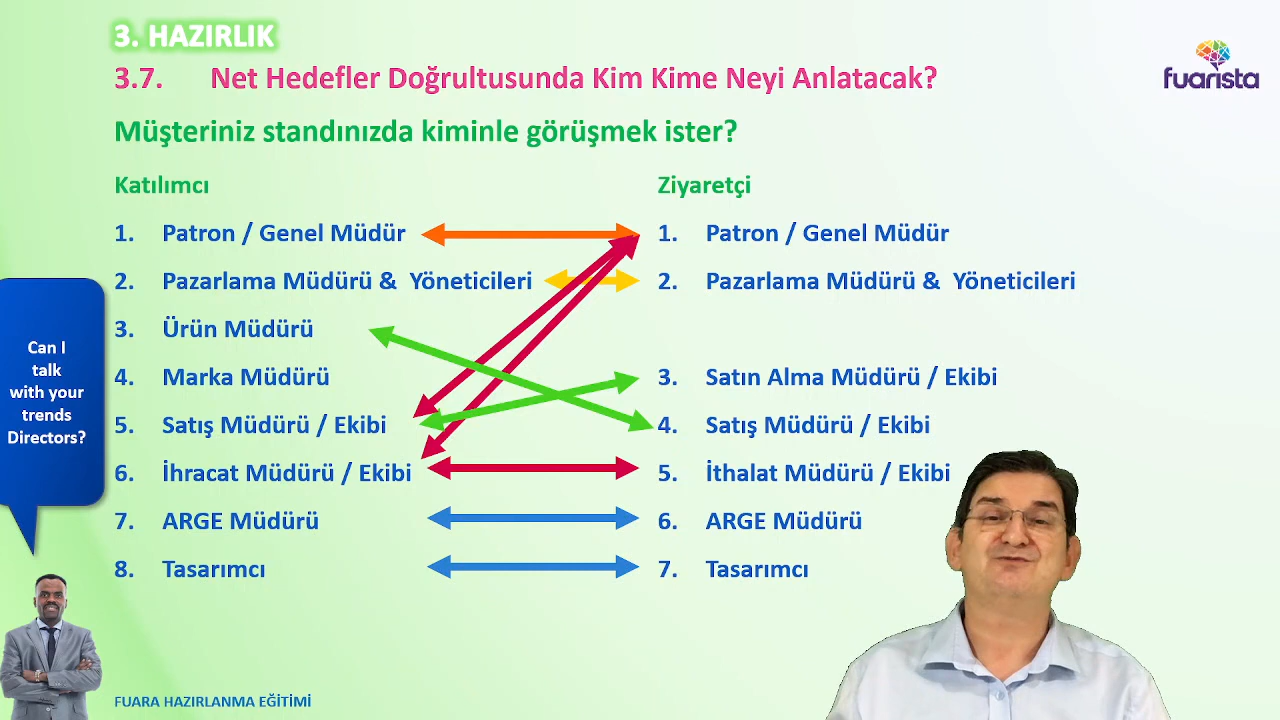 3. HAZIRLIK
fuarista
3.7. Net Hedefler Doğrultusunda Kim Kime Neyi Anlatacak?
Müşteriniz standınızda kiminle görüşmek ister?
Katılımcı
1. Patron / Genel Müdür
2. Pazarlama Müdürü & Yöneticileri
3. Ürün Müdürü
4. Marka Müdürü
5. Satış Müdürü / Ekibi
6. İhracat Müdürü / Ekibi
7. ARGE Müdürü
8. Tasarımcı
Ziyaretçi
1. Patron / Genel Müdür
2. Pazarlama Müdürü & Yöneticileri
3. Satın Alma Müdürü / Ekibi
4. Satış Müdürü / Ekibi
5. İthalat Müdürü / Ekibi
6. ARGE Müdürü
7. Tasarımcı
Can I
talk
with your
trends
Directors?
FUARA HAZIRLANMA EĞİTİMİ